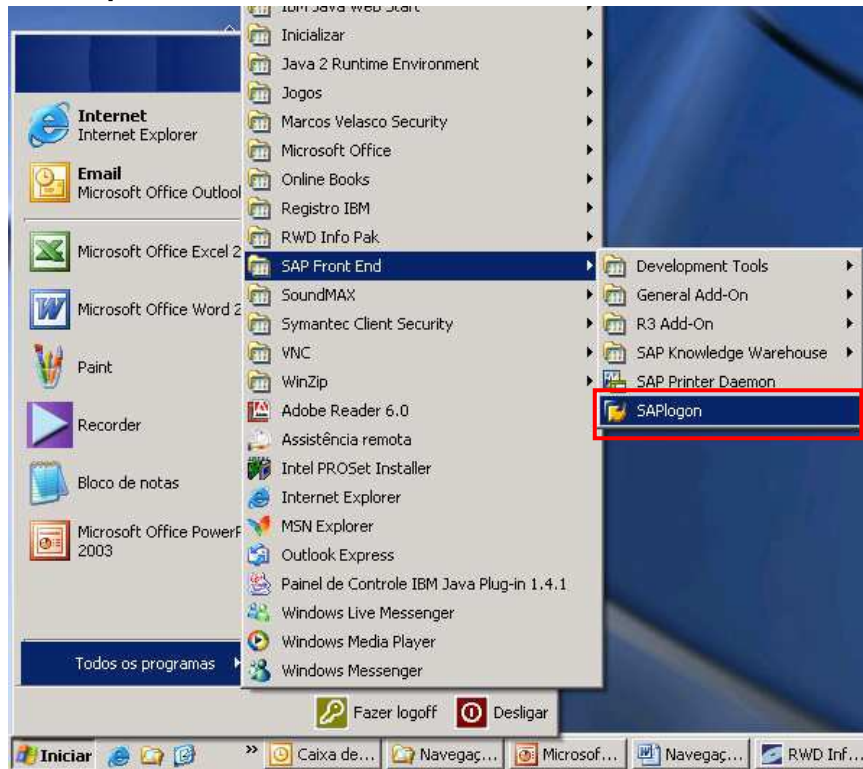 IBM Java Web Start
Inicializar
Java 2 Runtime Environment
Jogos
Marcos Velasco Security
Microsoft Office
Online Books
Registro IBM
RWD Info Pak
SAP Front End
SoundMAX
Symantec Client Security
VNC
WinZip
Adobe Reader 6.0
Assistência remota
Intel PROSet Installer
Internet Explorer
MSN Explorer
Outlook Express
Painel de Controle IBM Java Plug-in 1.4.1
Windows Live Messenger
Windows Media Player
Windows Messenger
Internet
Internet Explorer
Email
Microsoft Office Outlool
Microsoft Office Excel 2
Microsoft Office Word 2
Paint
Recorder
Bloco de notas
Microsoft Office PowerF
2003
Todos os programas
Development Tools
General Add-On
R3 Add-On
SAP Knowledge Warehouse
SAP Printer Daemon
SAPlogon
Fazer logoff
Desligar
Iniciar
»
Caixa de...
Navegaç...
Microsof...
Navegaç...
RWD Inf...